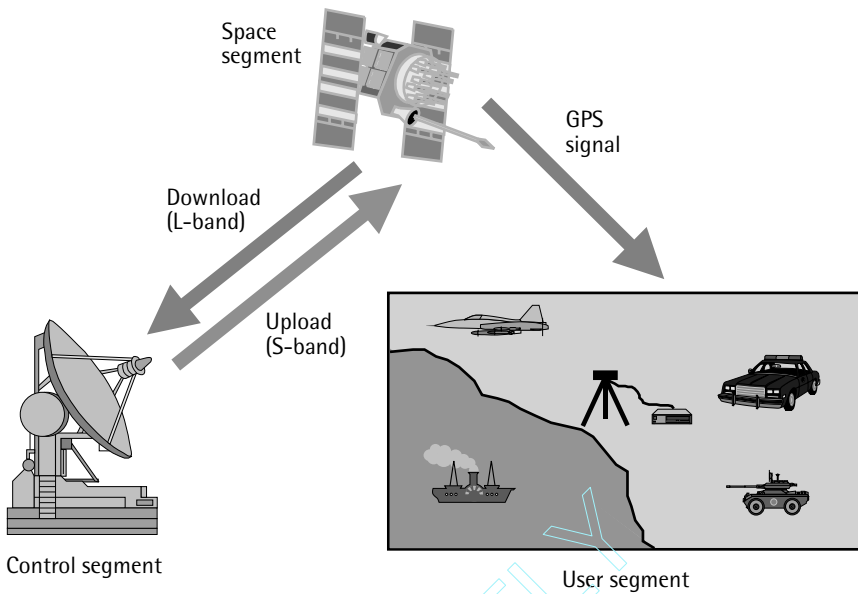 Space
segment
GPS
signal
Download
(L-band)
Upload
(S-band)
Control segment
User segment